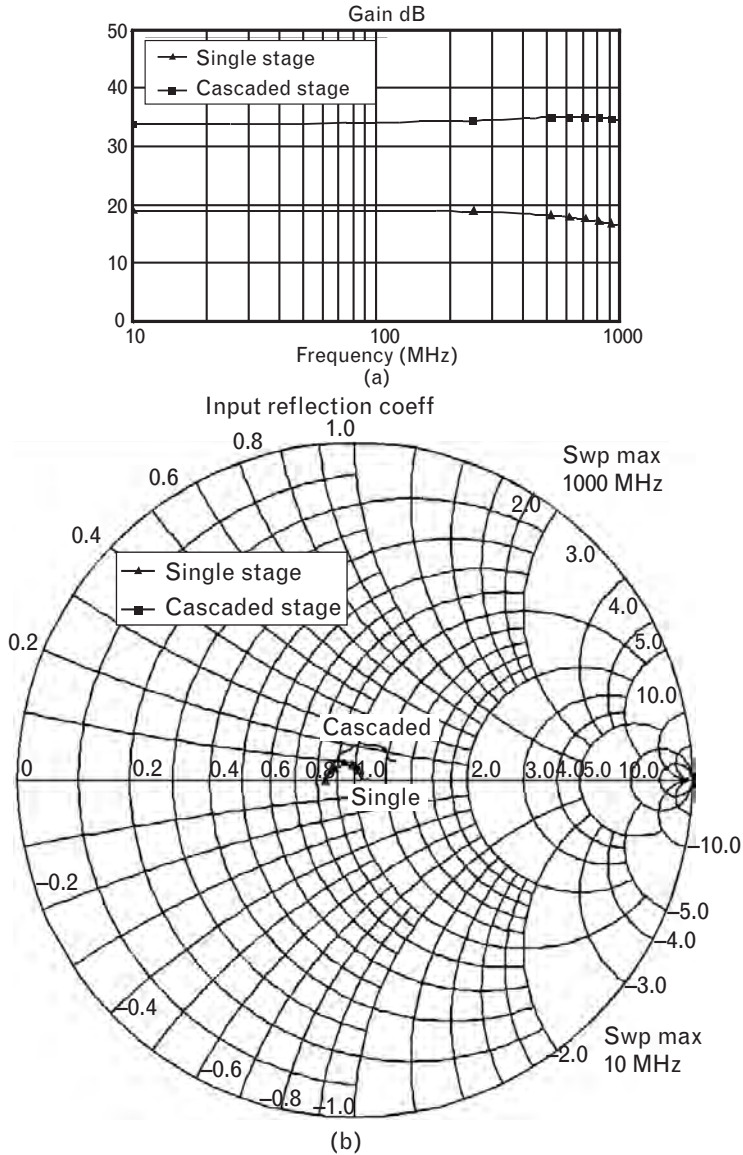 Gain dB
50
40
30
20
10
0
Single stage
Cascaded stage
10
100
1000
Frequency (MHz)
(a)
Input reflection coeff
Swp max
1000 MHz
1.0
0.8
0.6
0.4
0.2
0
2.0
3.0
4.0
5.0
10.0
Single stage
Cascaded stage
Cascaded
0.2
0.4
0.6
0.8
1.0
2.0
3.0
4.0
5.0
10.0
Single
–10.0
–5.0
–4.0
–3.0
–2.0
–1.0
–0.8
–0.6
–0.4
–0.2
Swp max
10 MHz
(b)